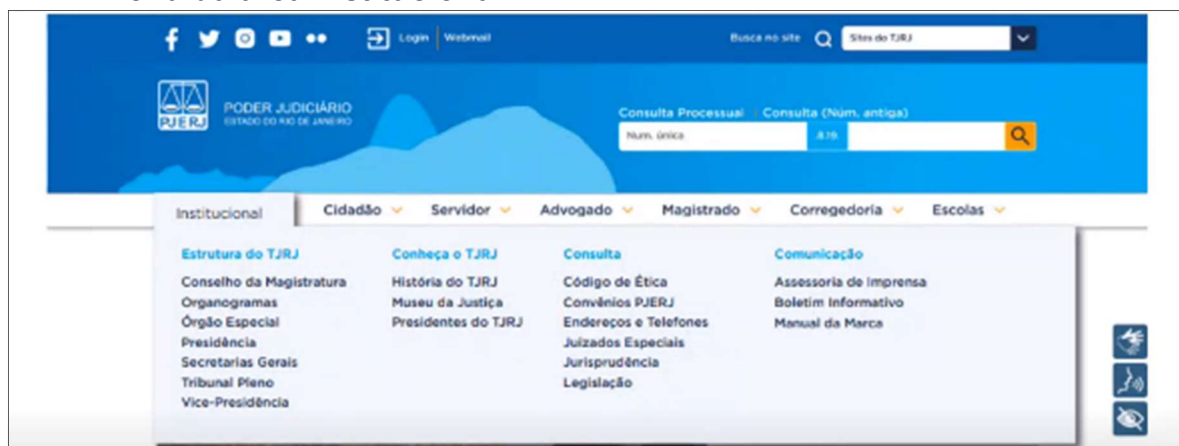 Login | Webmail
Busca no site
Sites do TJRJ
PJERJ
PODER JUDICIÁRIO
ESTADO DO RIO DE JANEIRO
Consulta Processual | Consulta (Núm. antiga)
Num. única
.8.19.
Institucional
Cidadão
Servidor
Advogado
Magistrado
Corregedoria
Escolas
Estrutura do TJRJ
Conselho da Magistratura
Organogramas
Órgão Especial
Presidência
Secretarias Gerais
Tribunal Pleno
Vice-Presidência
Conheça o TJRJ
História do TJRJ
Museu da Justiça
Presidentes do TJRJ
Consulta
Código de Ética
Convênios PJERJ
Endereços e Telefones
Juizados Especiais
Jurisprudência
Legislação
Comunicação
Assessoria de Imprensa
Boletim Informativo
Manual da Marca